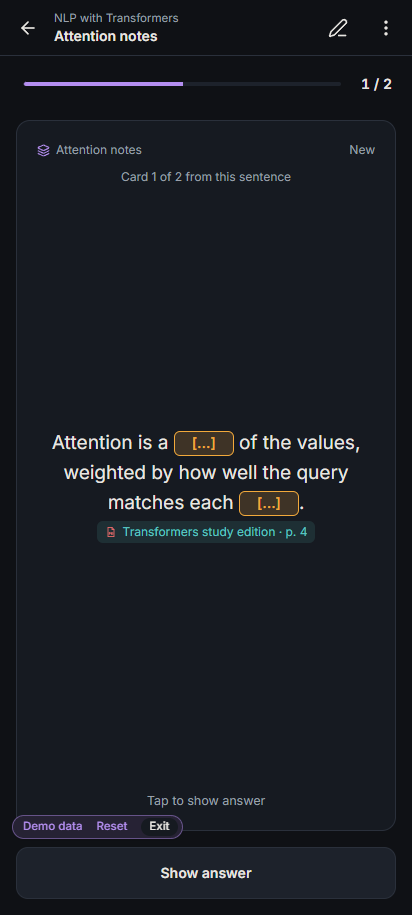 NLP with Transformers
Attention notes
1 / 2
Attention notes
New
Card 1 of 2 from this sentence
Attention is a [...] of the values,
weighted by how well the query
matches each [...].
Transformers study edition · p. 4
Tap to show answer
Demo data Reset Exit
Show answer